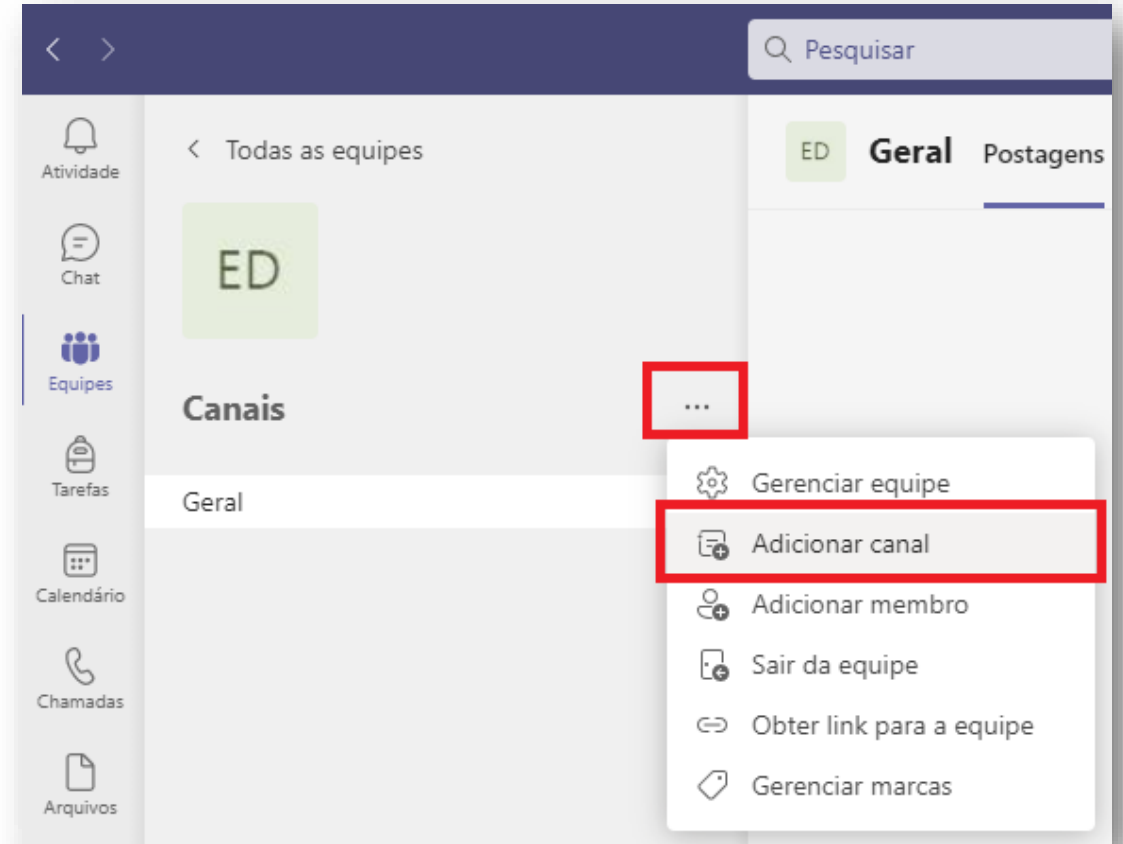 Pesquisar
Atividade
Chat
Equipes
Tarefas
Calendário
Chamadas
Arquivos
Todas as equipes
ED
Canais
...
Geral
ED Geral Postagens
Gerenciar equipe
Adicionar canal
Adicionar membro
Sair da equipe
Obter link para a equipe
Gerenciar marcas